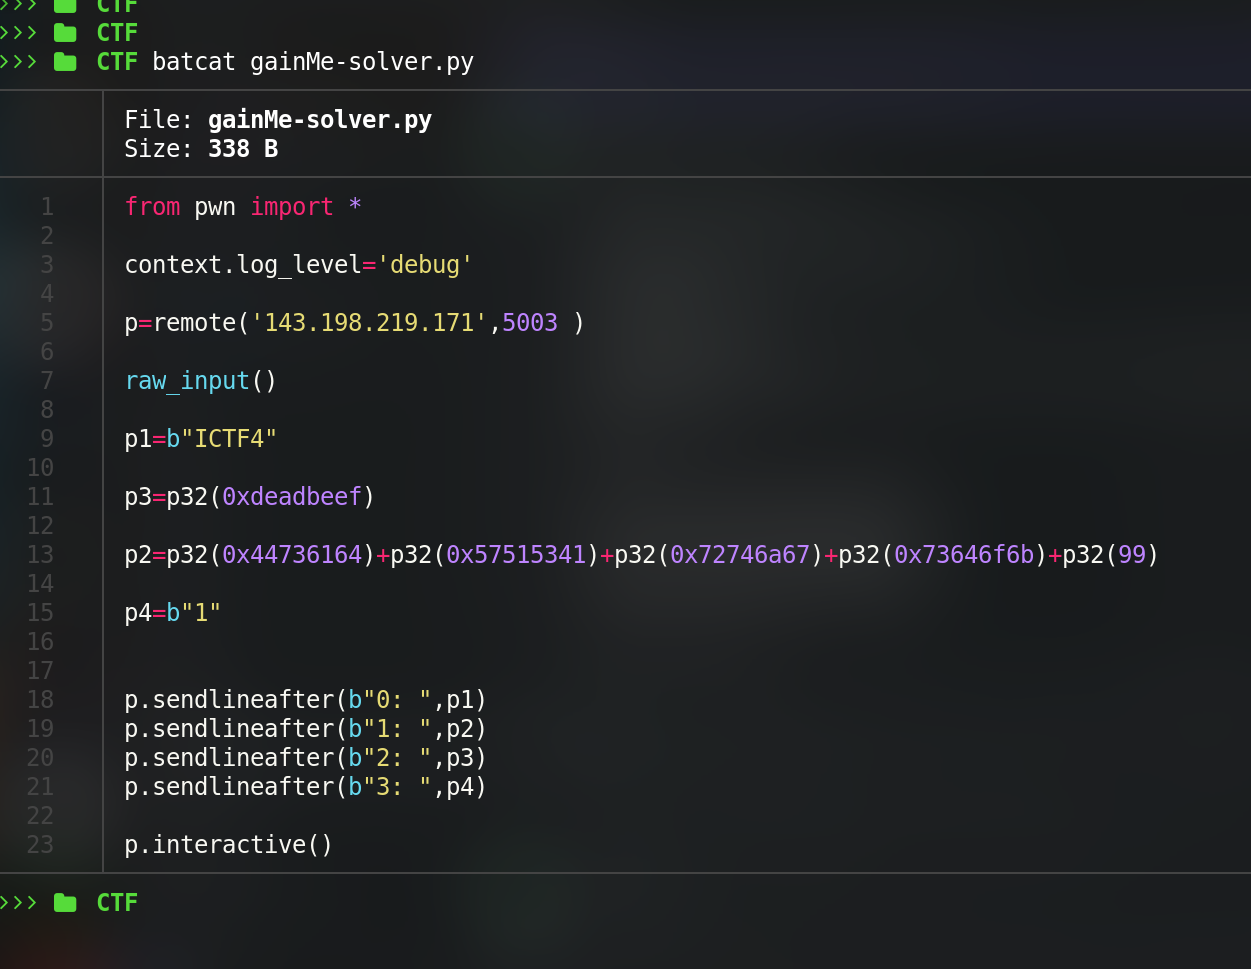 >>> CTF
>>> CTF
>>> CTF batcat gainMe-solver.py
File: gainMe-solver.py
Size: 338 B
1 from pwn import *
2
3 context.log_level='debug'
4
5 p=remote('143.198.219.171',5003 )
6
7 raw_input()
8
9 p1=b"ICTF4"
10
11 p3=p32(0xdeadbeef)
12
13 p2=p32(0x44736164)+p32(0x57515341)+p32(0x72746a67)+p32(0x73646f6b)+p32(99)
14
15 p4=b"1"
16
17
18 p.sendlineafter(b"0: ",p1)
19 p.sendlineafter(b"1: ",p2)
20 p.sendlineafter(b"2: ",p3)
21 p.sendlineafter(b"3: ",p4)
22
23 p.interactive()
>>> CTF